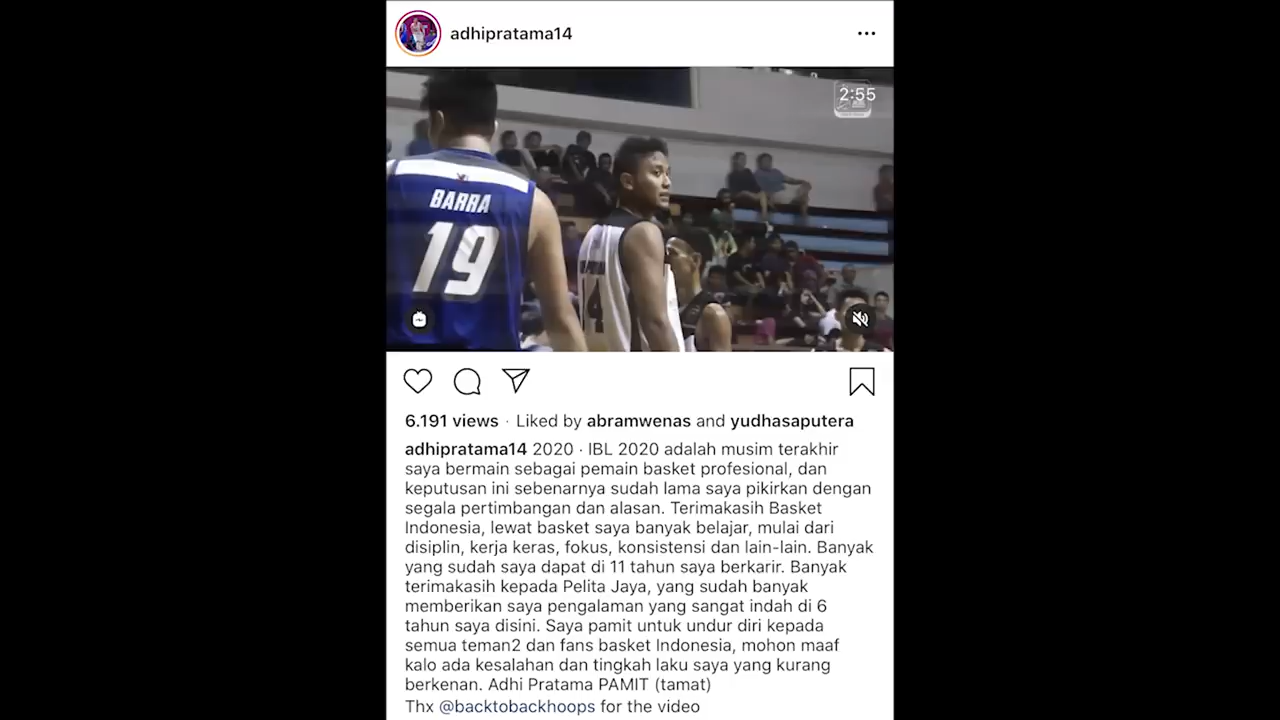 adhipratama14
2:55
BARRA
19
14
6.191 views · Liked by abramwenas and yudhasaputera
adhipratama14 2020 · IBL 2020 adalah musim terakhir
saya bermain sebagai pemain basket profesional, dan
keputusan ini sebenarnya sudah lama saya pikirkan dengan
segala pertimbangan dan alasan. Terimakasih Basket
Indonesia, lewat basket saya banyak belajar, mulai dari
disiplin, kerja keras, fokus, konsistensi dan lain-lain. Banyak
yang sudah saya dapat di 11 tahun saya berkarir. Banyak
terimakasih kepada Pelita Jaya, yang sudah banyak
memberikan saya pengalaman yang sangat indah di 6
tahun saya disini. Saya pamit untuk undur diri kepada
semua teman2 dan fans basket Indonesia, mohon maaf
kalo ada kesalahan dan tingkah laku saya yang kurang
berkenan. Adhi Pratama PAMIT (tamat)
Thx @backtobackhoops for the video